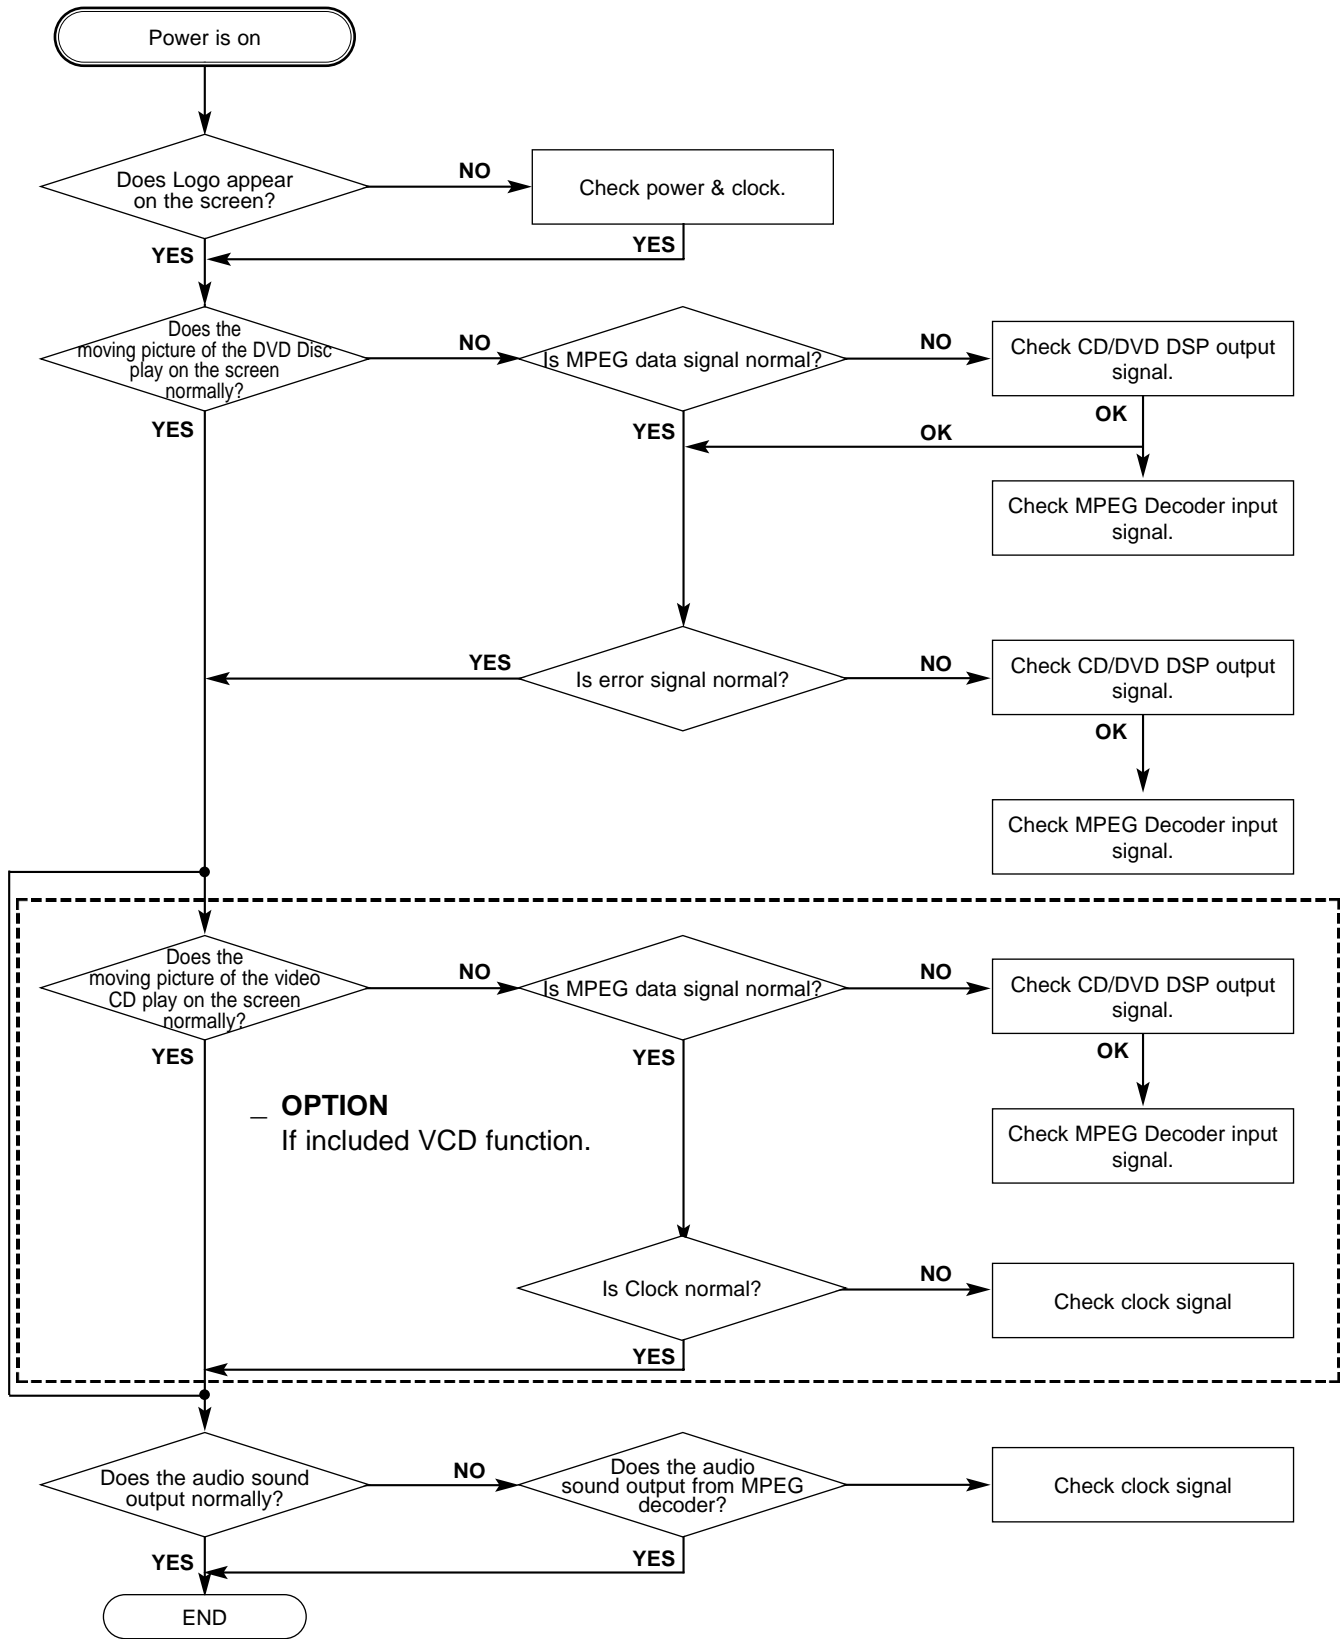 Power is on
Does Logo appear
on the screen?
NO
Check power & clock.
YES
YES
Does the
moving picture of the DVD Disc
play on the screen
normally?
NO
Is MPEG data signal normal?
NO
Check CD/DVD DSP output
signal.
YES
YES
OK
OK
Check MPEG Decoder input
signal.
YES
Is error signal normal?
NO
Check CD/DVD DSP output
signal.
OK
Check MPEG Decoder input
signal.
Does the
moving picture of the video
CD play on the screen
normally?
NO
Is MPEG data signal normal?
NO
Check CD/DVD DSP output
signal.
YES
YES
OK
_ OPTION
If included VCD function.
Check MPEG Decoder input
signal.
Is Clock normal?
NO
Check clock signal
YES
Does the audio sound
output normally?
NO
Does the audio
sound output from MPEG
decoder?
Check clock signal
YES
YES
END